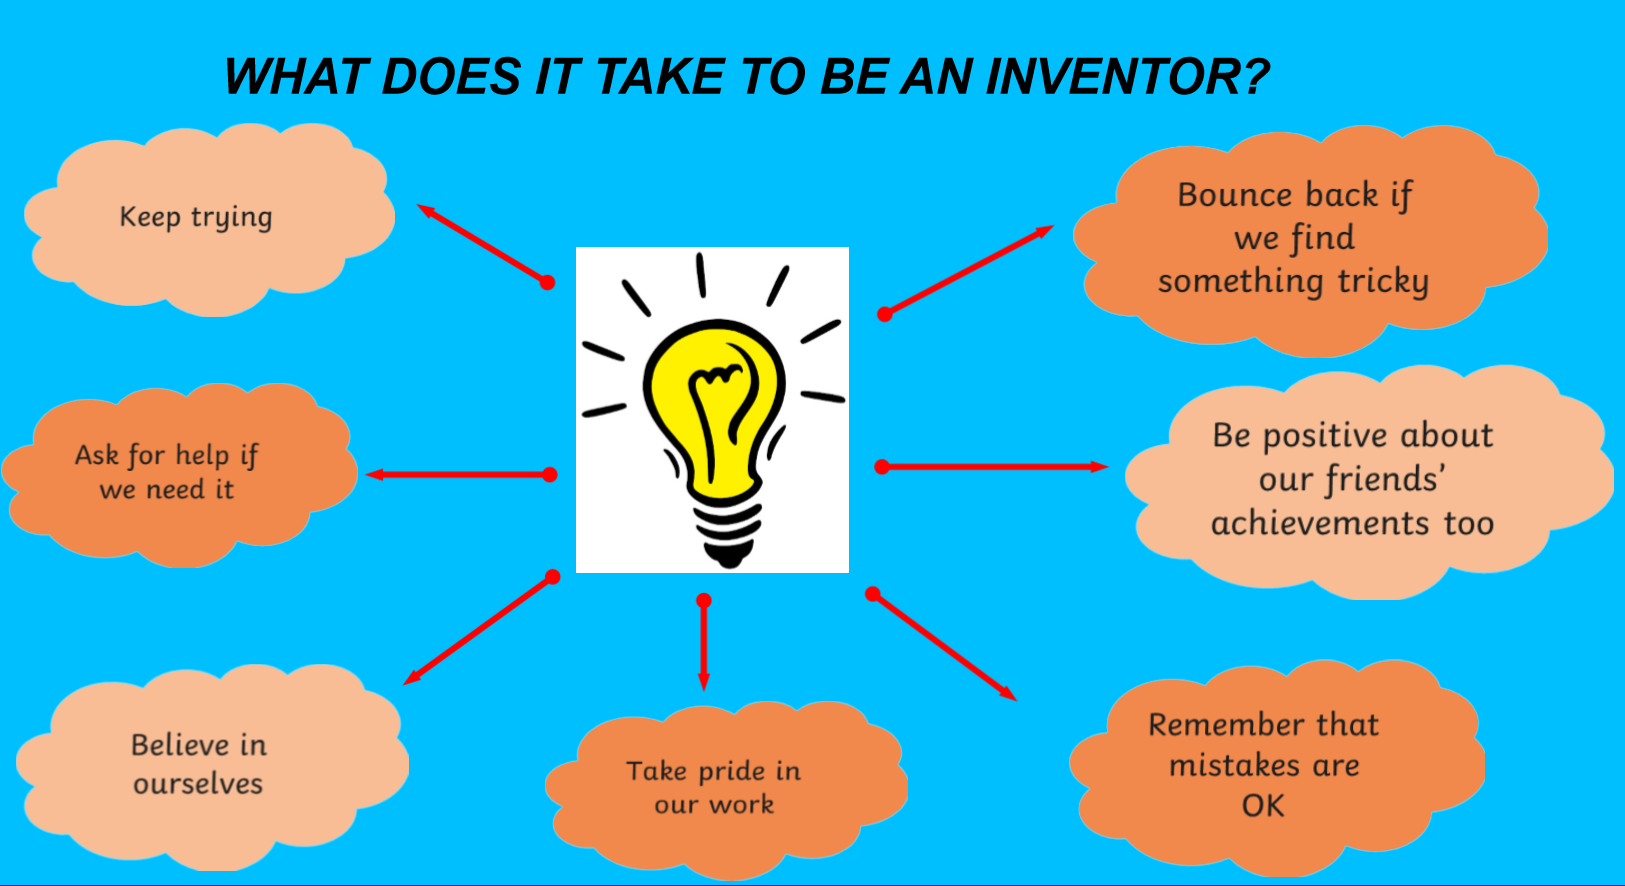 WHAT DOES IT TAKE TO BE AN INVENTOR?
Keep trying
Bounce back if
we find
something tricky
Ask for help if
we need it
Be positive about
our friends’
achievements too
Believe in
ourselves
Take pride in
our work
Remember that
mistakes are
OK